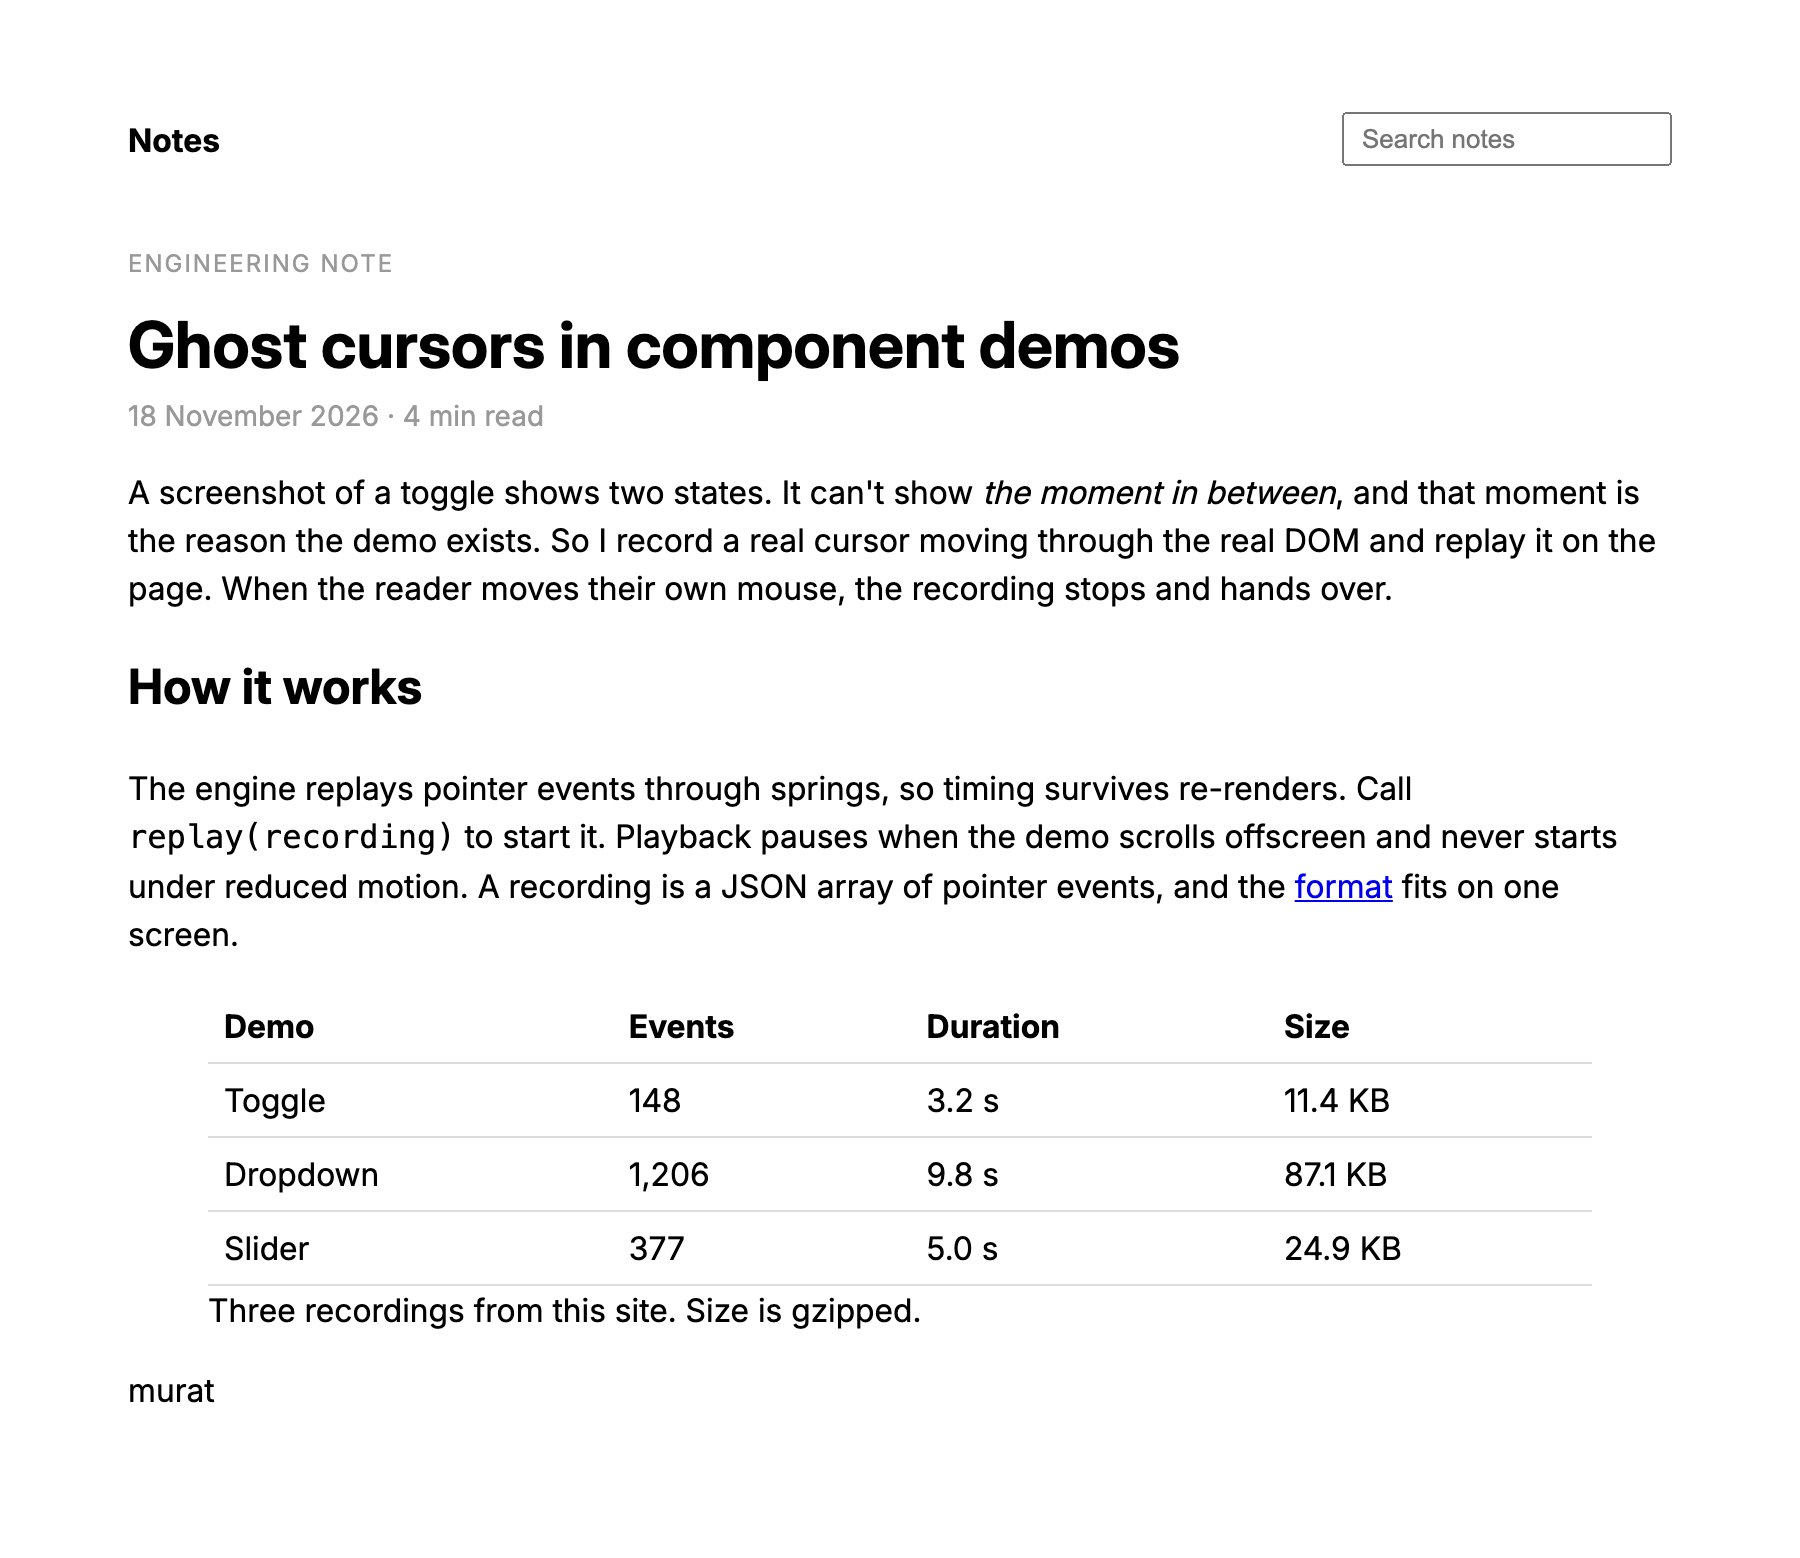 Notes
Search notes
ENGINEERING NOTE
Ghost cursors in component demos
18 November 2026 · 4 min read
A screenshot of a toggle shows two states. It can't show the moment in between, and that moment is
the reason the demo exists. So I record a real cursor moving through the real DOM and replay it on the
page. When the reader moves their own mouse, the recording stops and hands over.
How it works
The engine replays pointer events through springs, so timing survives re-renders. Call
replay(recording) to start it. Playback pauses when the demo scrolls offscreen and never starts
under reduced motion. A recording is a JSON array of pointer events, and the format fits on one
screen.
Demo Events Duration Size
Toggle 148 3.2 s 11.4 KB
Dropdown 1,206 9.8 s 87.1 KB
Slider 377 5.0 s 24.9 KB
Three recordings from this site. Size is gzipped.
murat